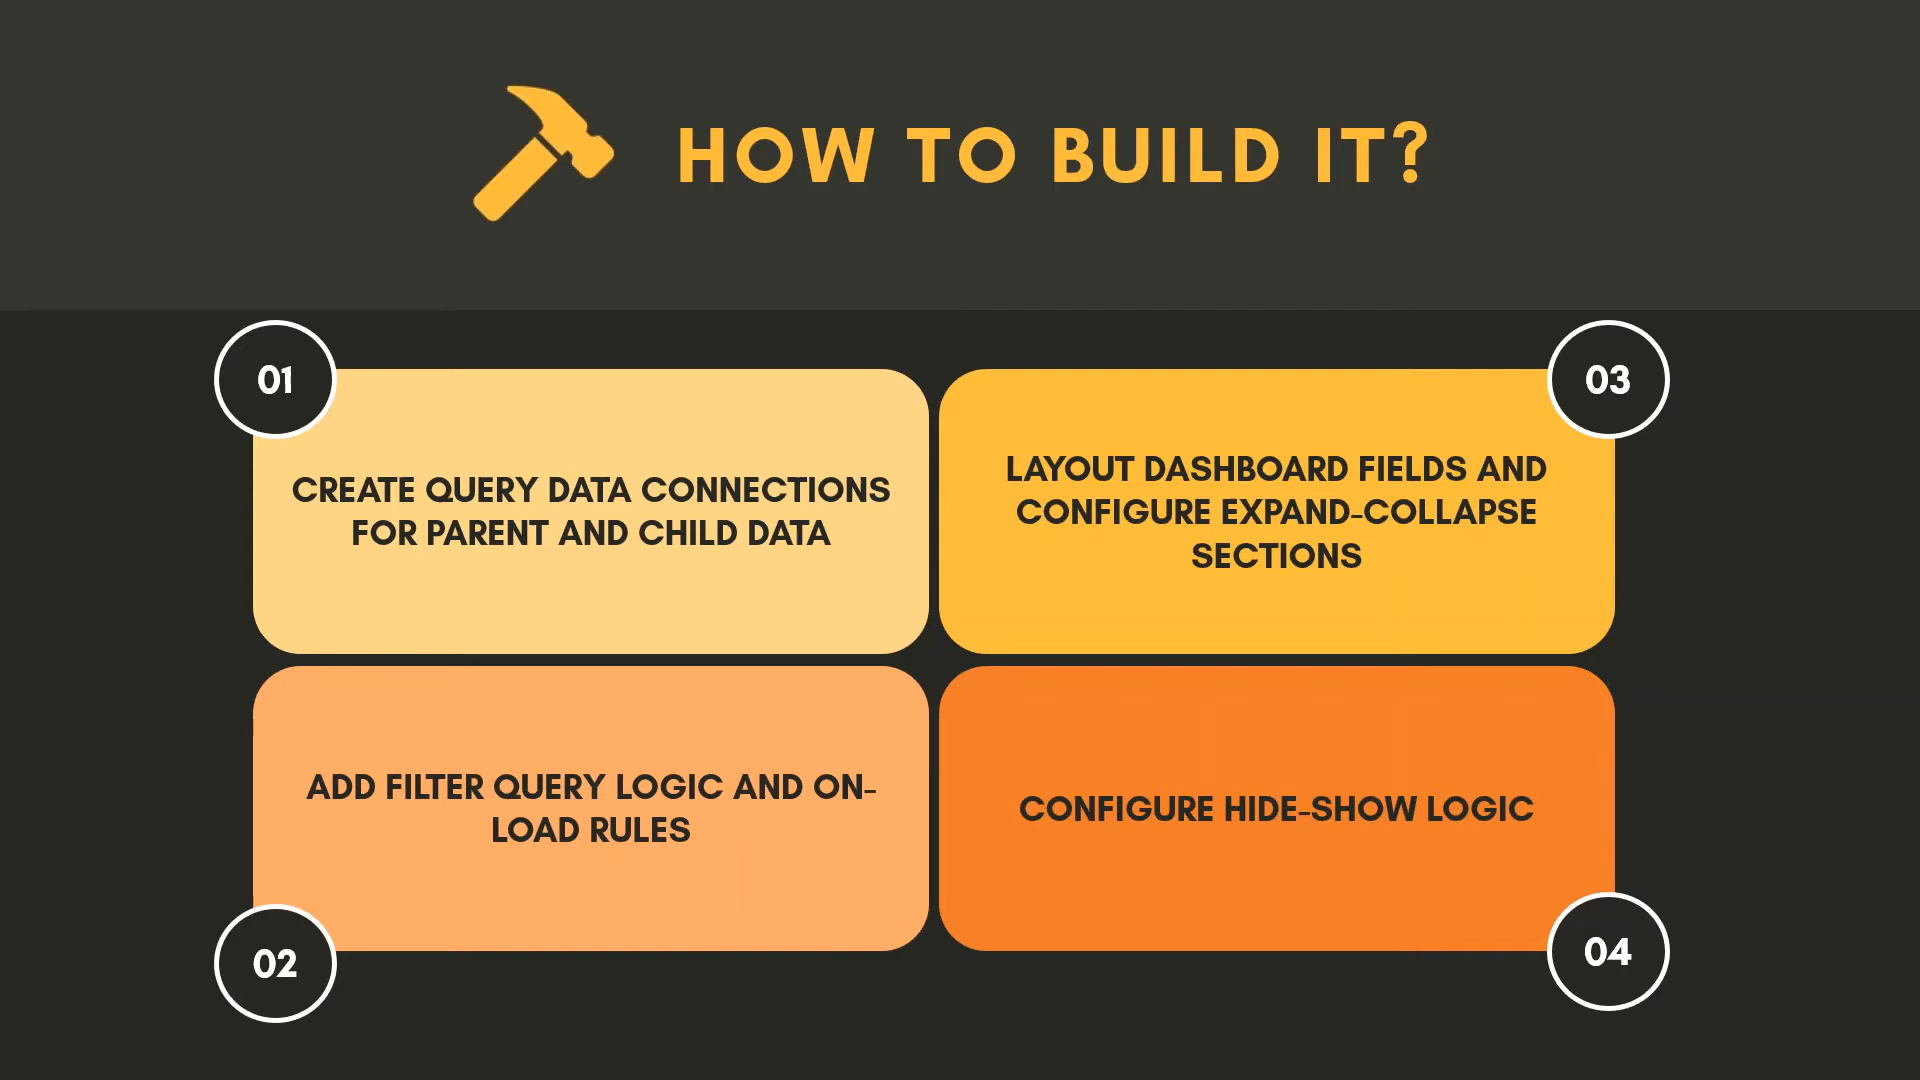 HOW TO BUILD IT?
01
CREATE QUERY DATA CONNECTIONS
FOR PARENT AND CHILD DATA
02
ADD FILTER QUERY LOGIC AND ON-
LOAD RULES
03
LAYOUT DASHBOARD FIELDS AND
CONFIGURE EXPAND-COLLAPSE
SECTIONS
04
CONFIGURE HIDE-SHOW LOGIC